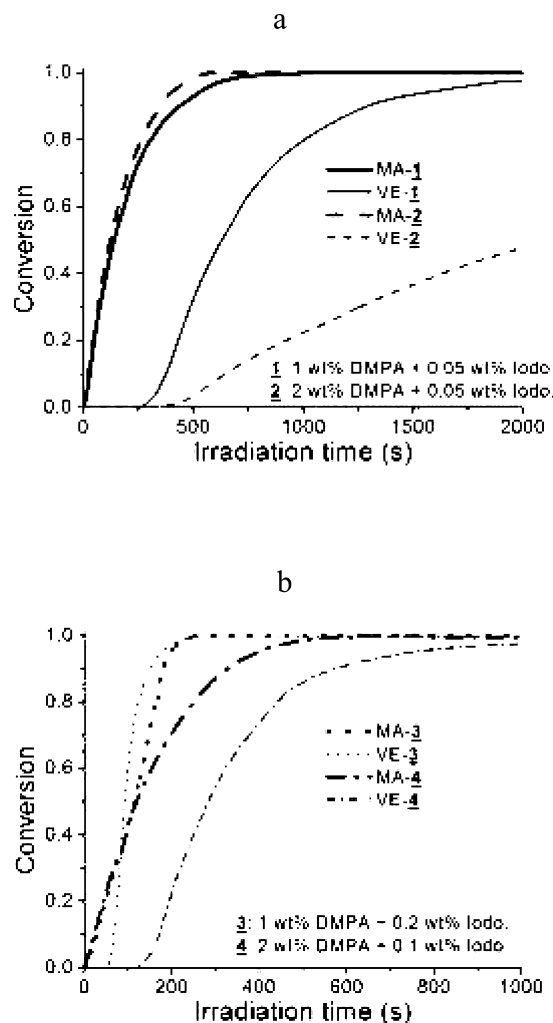 a
1.0
0.8
0.6
0.4
0.2
0.0
Conversion
MA-1
VE-1
MA-2
VE-2
1: 1 wt% DMPA + 0.05 wt% Iodo
2: 2 wt% DMPA + 0.05 wt% Iodo.
0 500 1000 1500 2000
Irradiation time (s)
b
1.0
0.8
0.6
0.4
0.2
0.0
Conversion
MA-3
VE-3
MA-4
VE-4
3: 1 wt% DMPA + 0.2 wt% Iodo.
4: 2 wt% DMPA + 0.1 wt% Iodo
0 200 400 600 800 1000
Irradiation time (s)